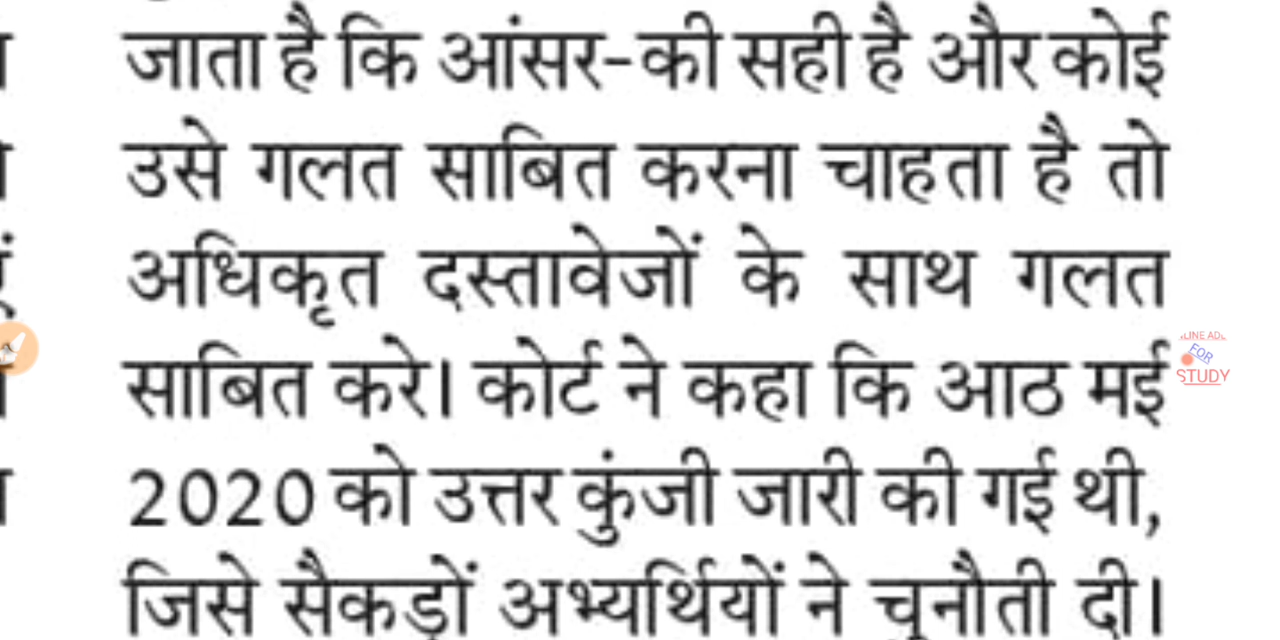 जाता है कि आंसर-की सही है और कोई
उसे गलत साबित करना चाहता है तो
अधिकृत दस्तावेजों के साथ गलत
साबित करे। कोर्ट ने कहा कि आठ मई
2020 को उत्तर कुंजी जारी की गई थी,
जिसे सैकड़ों अभ्यर्थियों ने चुनौती दी।
FOR
STUDY